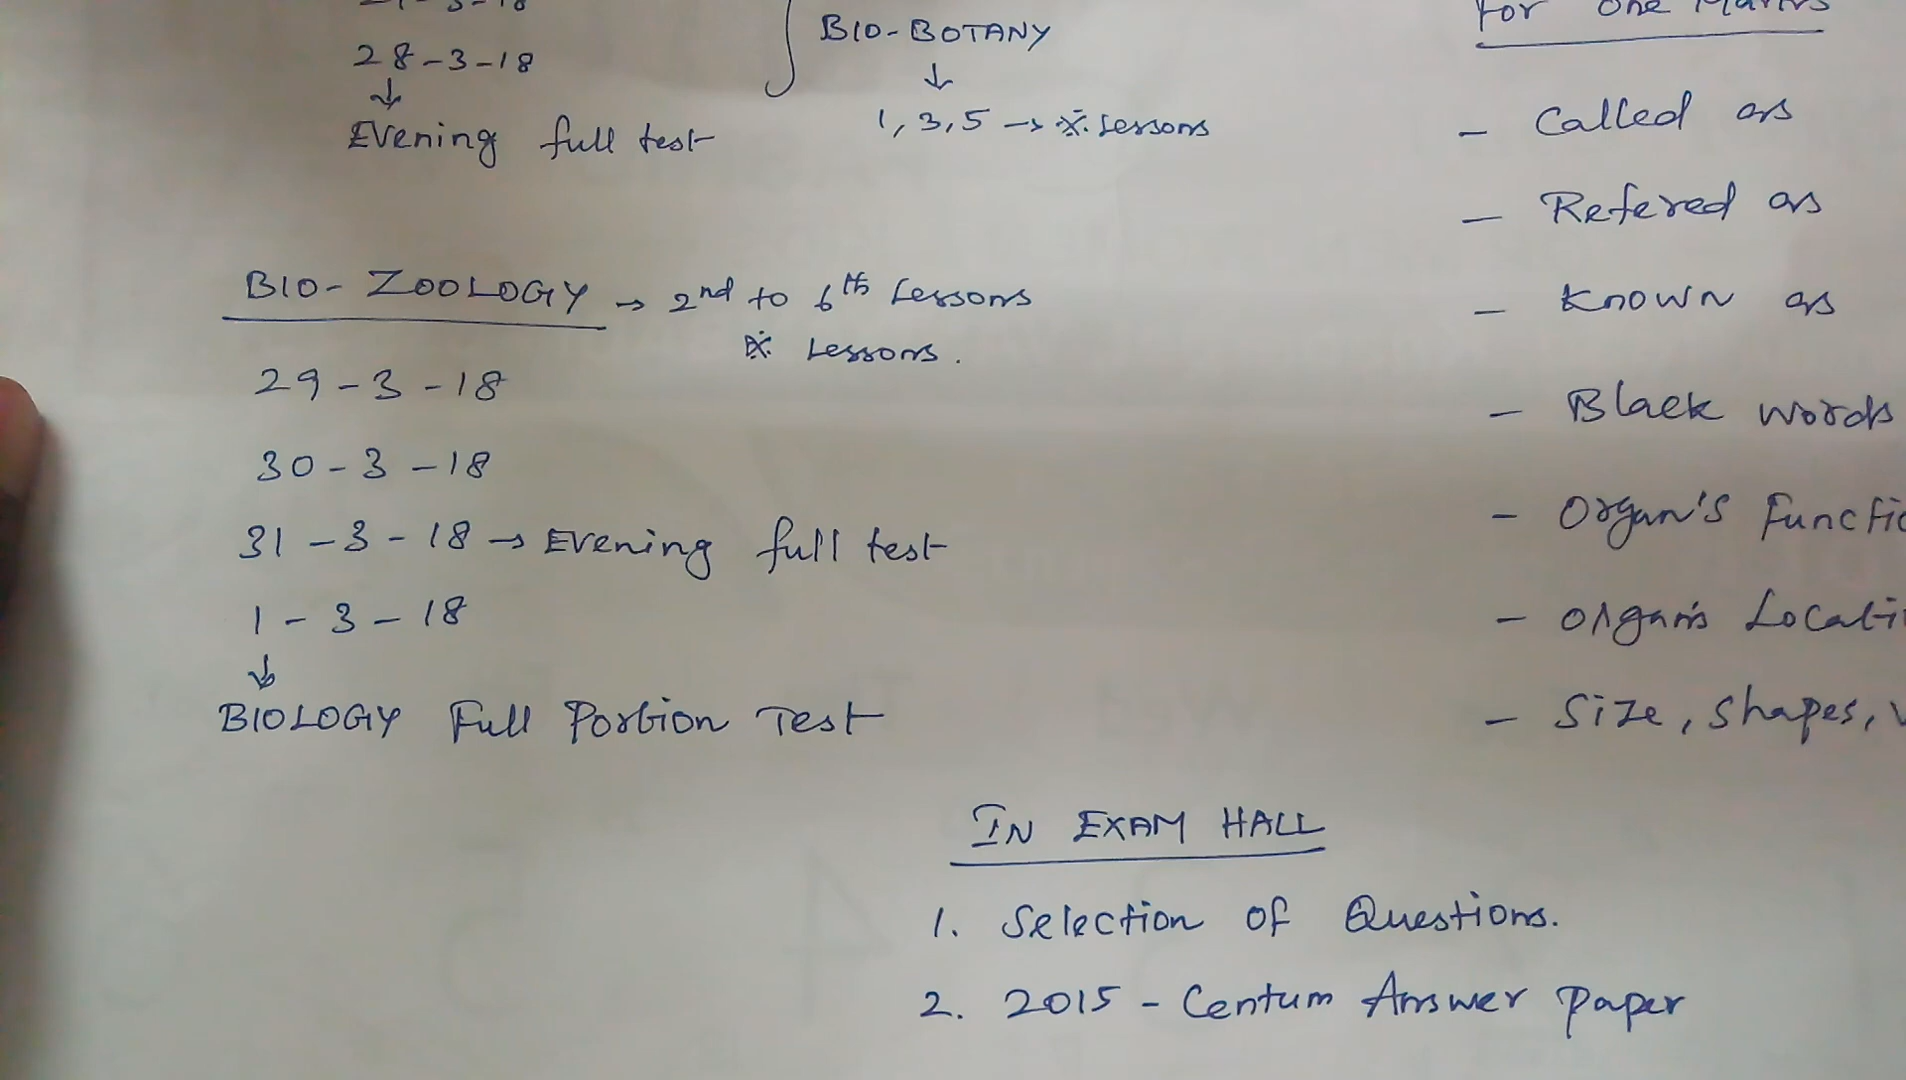 28-3-18
↓
Evening full test
BIO-BOTANY
↓
1, 3, 5 → ※. Lessons
BIO- ZOOLOGY → 2nd to 6th Lessons
※. Lessons.
29-3-18
30-3-18
31-3-18 → Evening full test
1-3-18
↓
BIOLOGY Full Portion Test
For One Marks
- Called as
- Refered as
- Known as
- Black words
- Organ's
- Organs
- Size, Shapes,
IN EXAM HALL
1. Selection of Questions.
2. 2015 - Centum Answer Paper